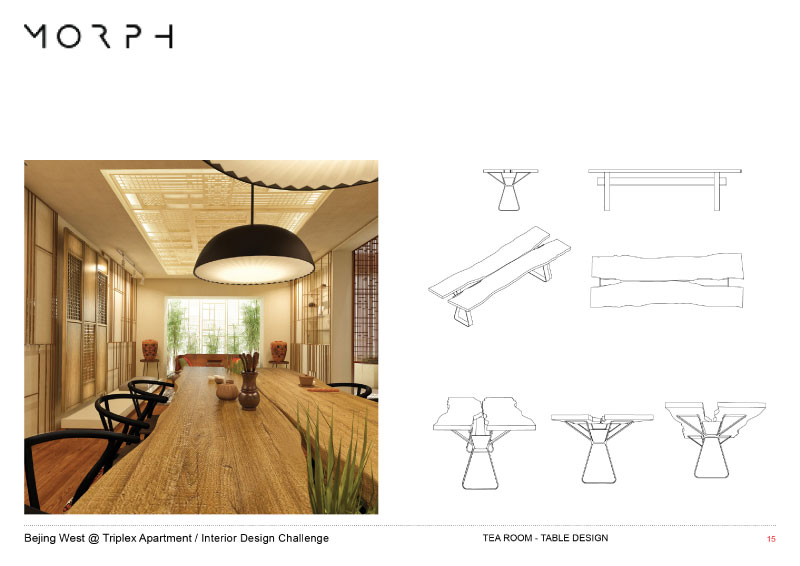 MORPH
Bejing West @ Triplex Apartment / Interior Design Challenge
TEA ROOM - TABLE DESIGN
15